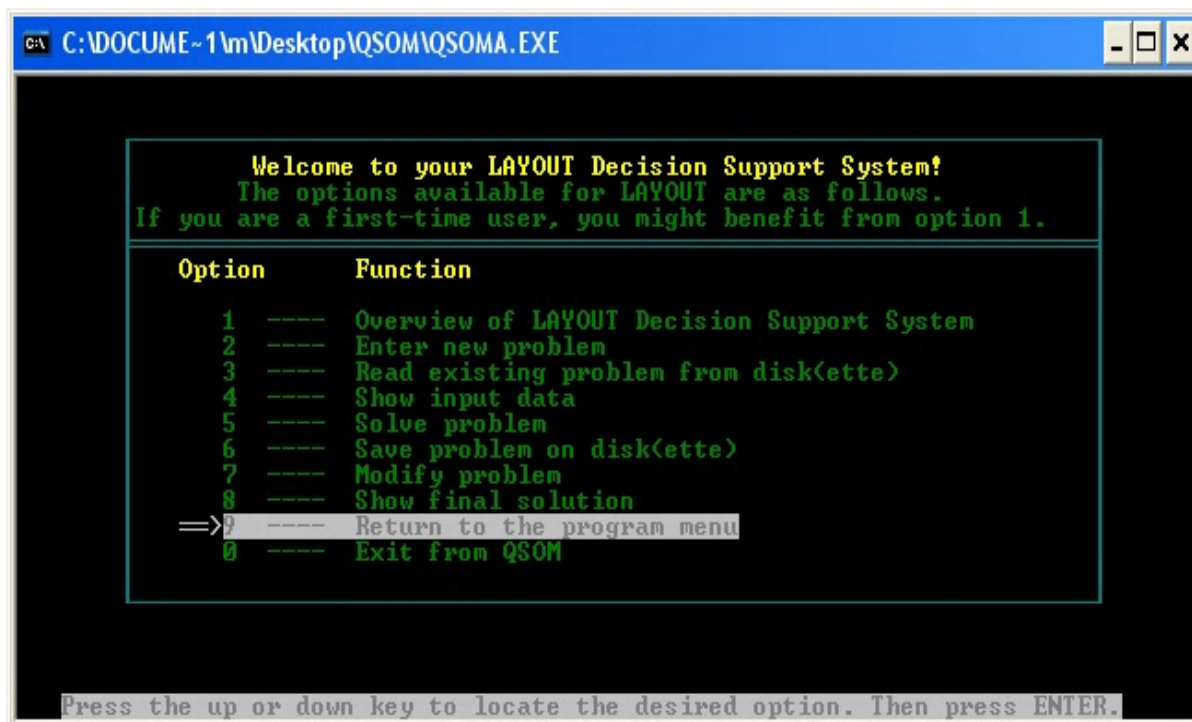 C:\DOCUME~1\m\Desktop\QSOM\QSOMA.EXE
Welcome to your LAYOUT Decision Support System!
The options available for LAYOUT are as follows.
If you are a first-time user, you might benefit from option 1.
Option Function
1 ---- Overview of LAYOUT Decision Support System
2 ---- Enter new problem
3 ---- Read existing problem from disk(ette)
4 ---- Show input data
5 ---- Solve problem
6 ---- Save problem on disk(ette)
7 ---- Modify problem
8 ---- Show final solution
==>9 ---- Return to the program menu
0 ---- Exit from QSOM
Press the up or down key to locate the desired option. Then press ENTER.